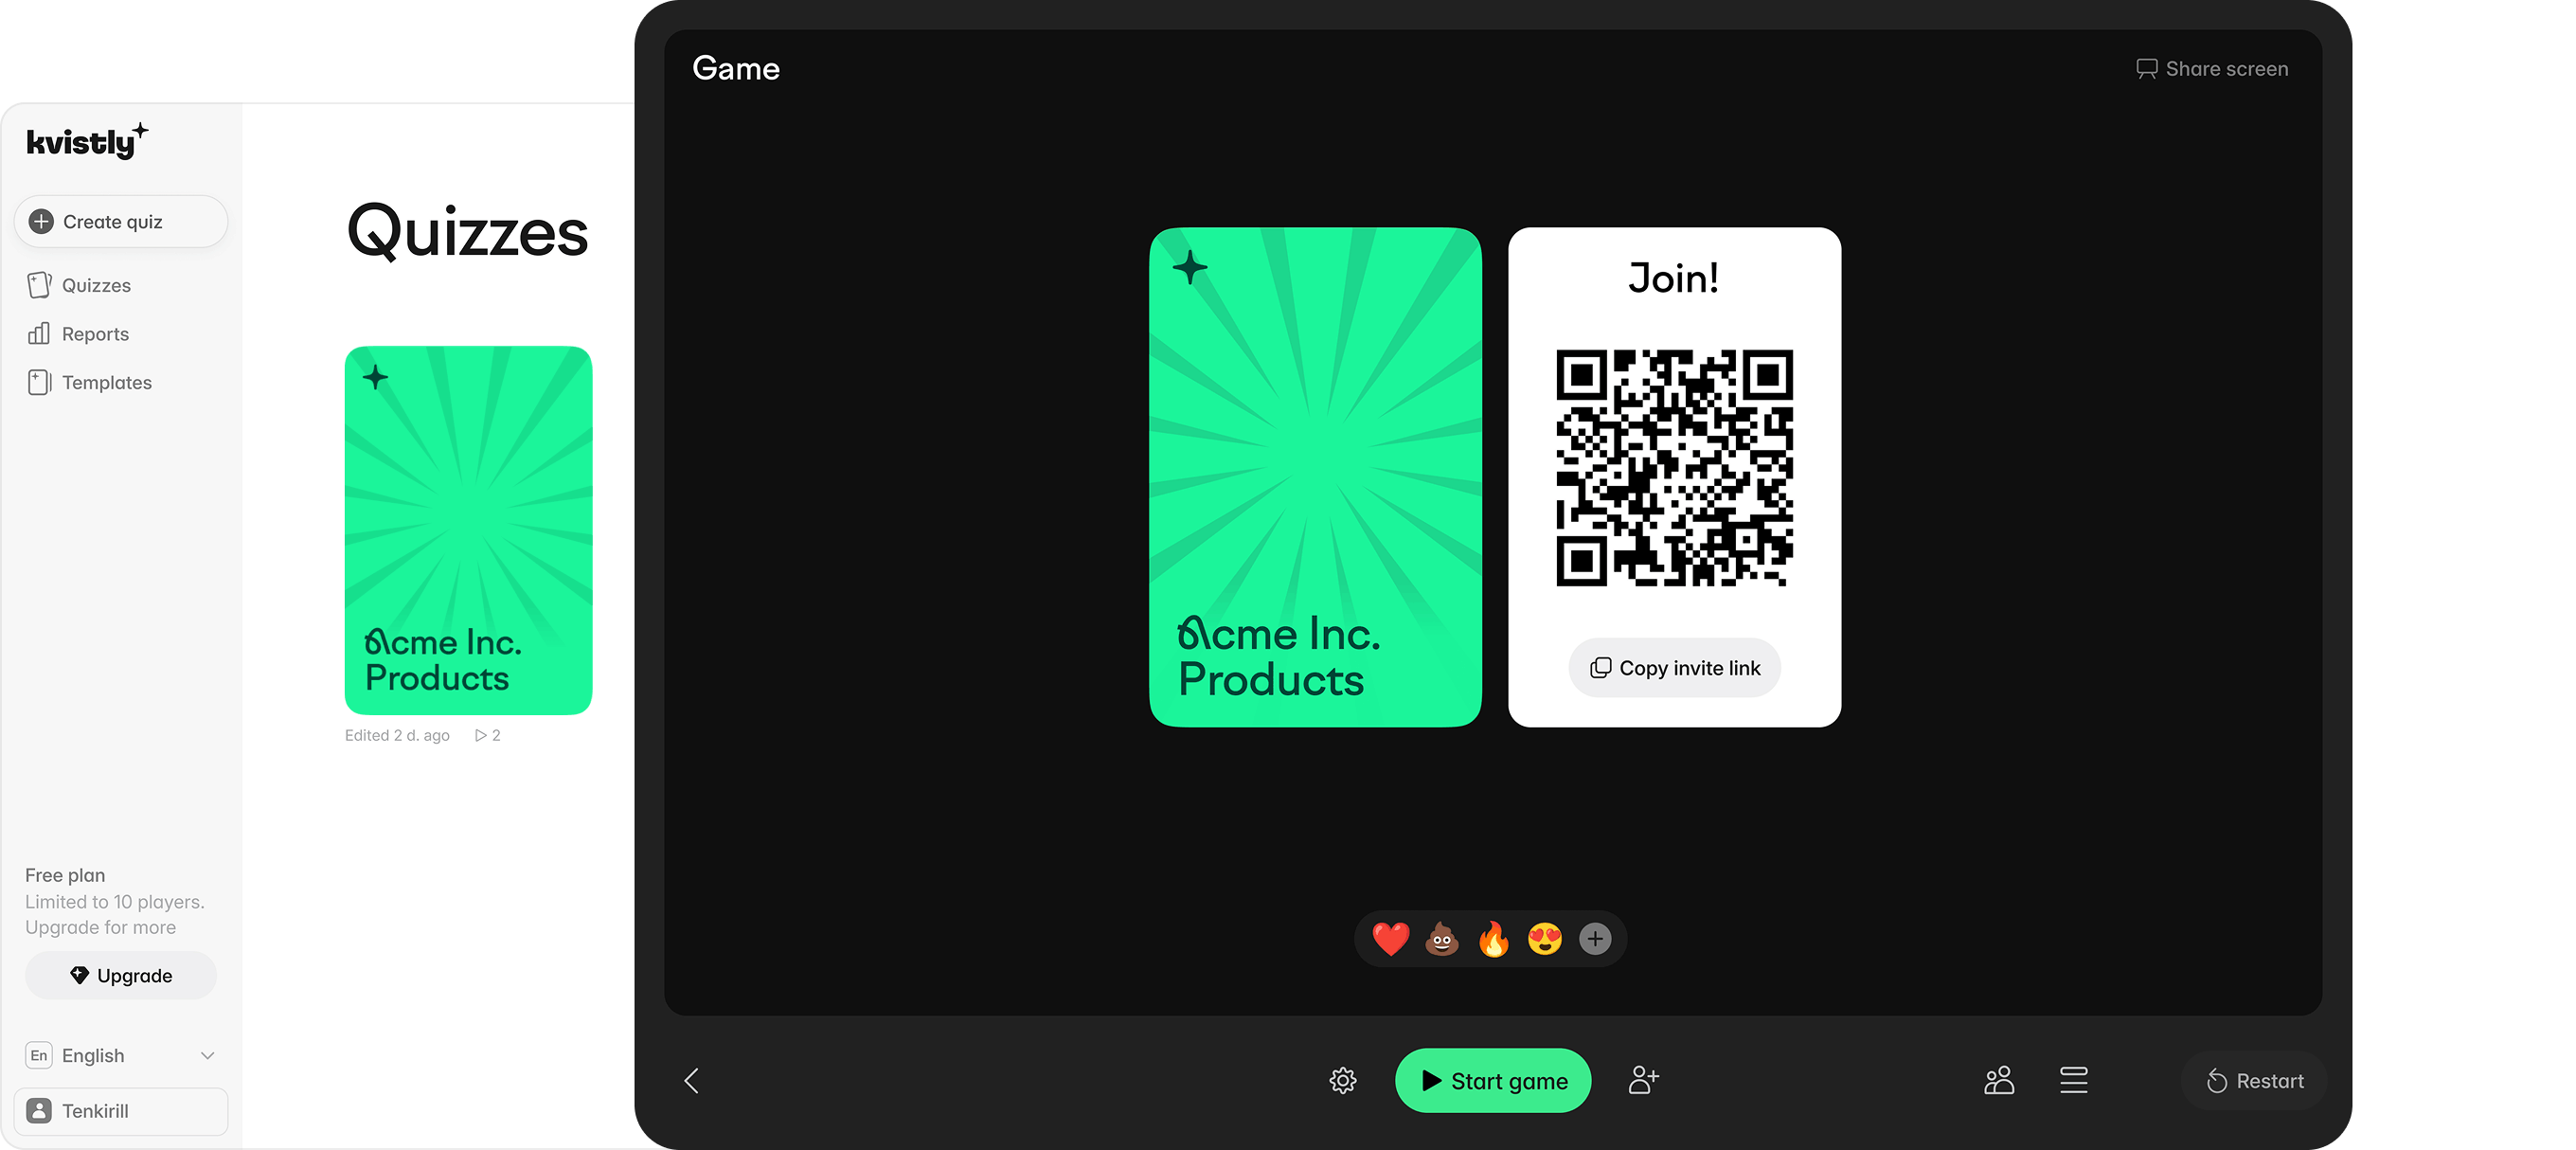 kvistly
Create quiz
Quizzes
Reports
Templates
Free plan
Limited to 10 players.
Upgrade for more
Upgrade
En English
Tenkirill
Quizzes
Acme Inc.
Products
Edited 2 d. ago 2
Game
Share screen
Acme Inc.
Products
Join!
Copy invite link
Start game
Restart